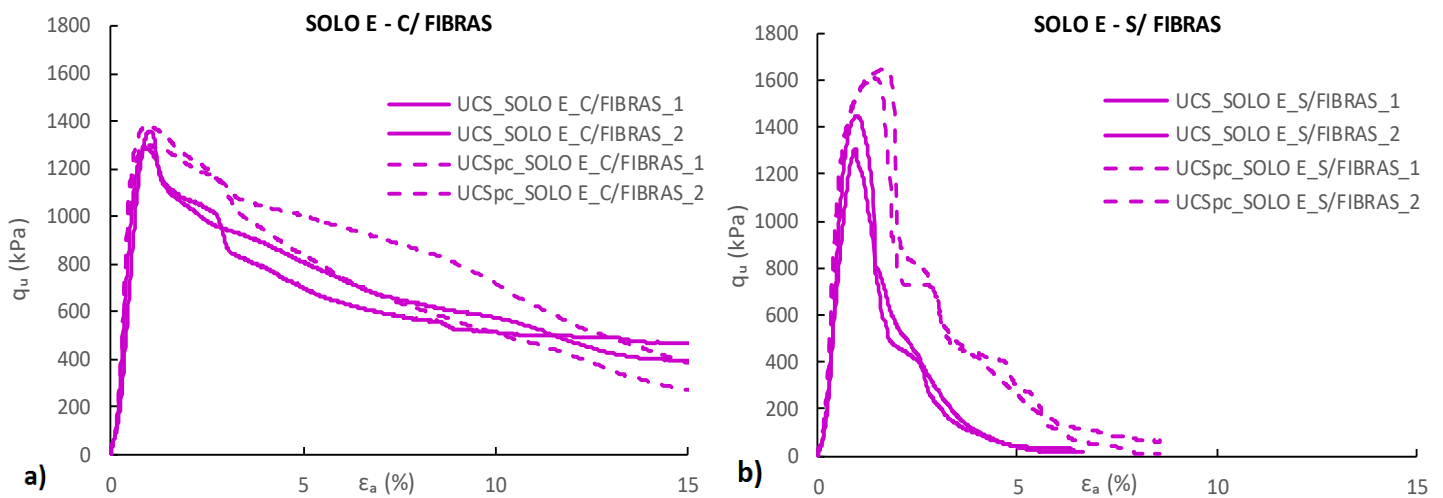 SOLO E - C/ FIBRAS
1800
1600
1400
1200
1000
800
600
400
200
0
qᵤ (kPa)
UCS_SOLO E_C/FIBRAS_1
UCS_SOLO E_C/FIBRAS_2
UCSpc_SOLO E_C/FIBRAS_1
UCSpc_SOLO E_C/FIBRAS_2
0 5 10 15
a) εₐ (%)
SOLO E - S/ FIBRAS
1800
1600
1400
1200
1000
800
600
400
200
0
qᵤ (kPa)
UCS_SOLO E_S/FIBRAS_1
UCS_SOLO E_S/FIBRAS_2
UCSpc_SOLO E_S/FIBRAS_1
UCSpc_SOLO E_S/FIBRAS_2
0 5 10 15
b) εₐ (%)